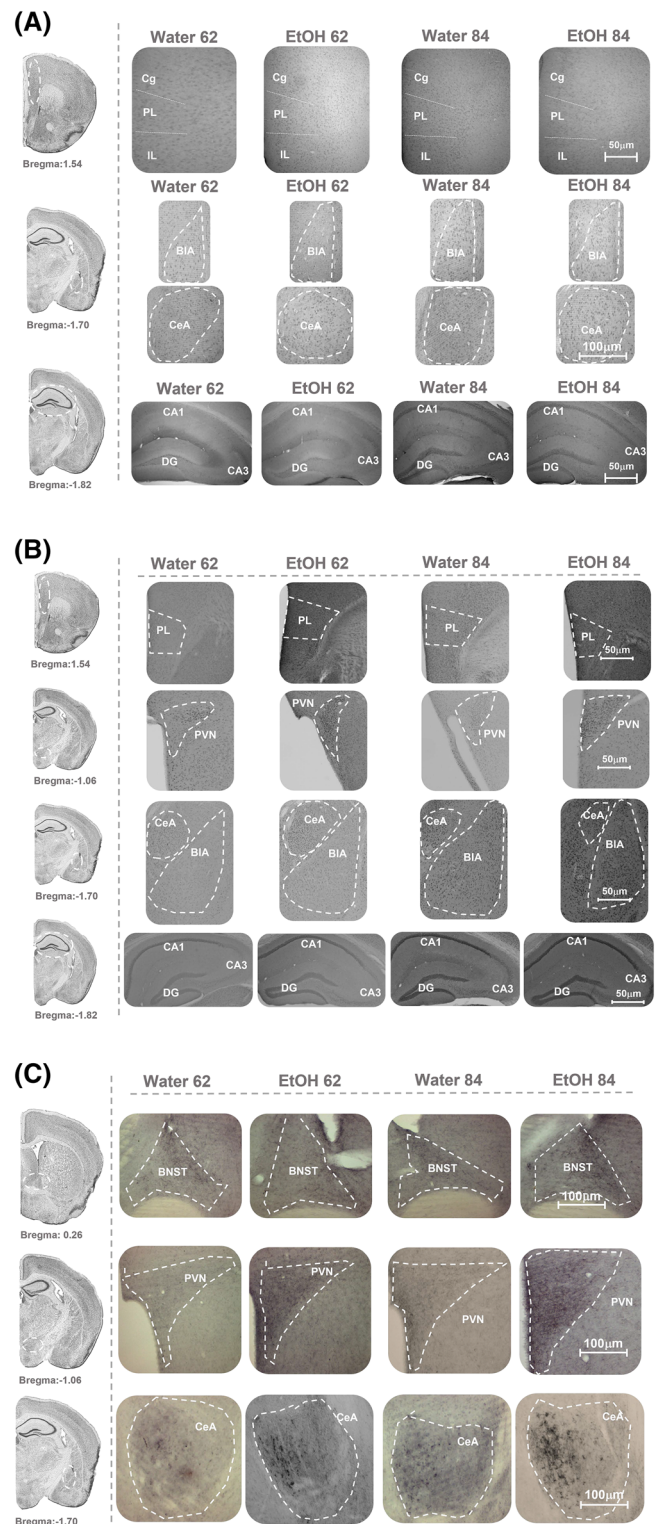 (A)
Water 62 EtOH 62 Water 84 EtOH 84
Cg Cg Cg Cg
PL PL PL PL
IL IL IL IL
50μm
Bregma:1.54
Water 62 EtOH 62 Water 84 EtOH 84
BIA BIA BIA BIA
CeA CeA CeA CeA
100μm
Bregma:-1.70
Water 62 EtOH 62 Water 84 EtOH 84
CA1 CA1 CA1 CA1
DG CA3 DG CA3 DG CA3 DG CA3
50μm
Bregma:-1.82
(B)
Water 62 EtOH 62 Water 84 EtOH 84
PL PL PL PL
50μm
Bregma:1.54
PVN PVN PVN PVN
50μm
Bregma:-1.06
CeA CeA CeA CeA
BIA BIA BIA BIA
50μm
Bregma:-1.70
CA1 CA1 CA1 CA1
CA3 CA3 CA3 CA3
DG DG DG DG
50μm
Bregma:-1.82
(C)
Water 62 EtOH 62 Water 84 EtOH 84
BNST BNST BNST BNST
100μm
Bregma: 0.26
PVN PVN PVN PVN
100μm
Bregma:-1.06
CeA CeA CeA CeA
100μm
Bregma:-1.70